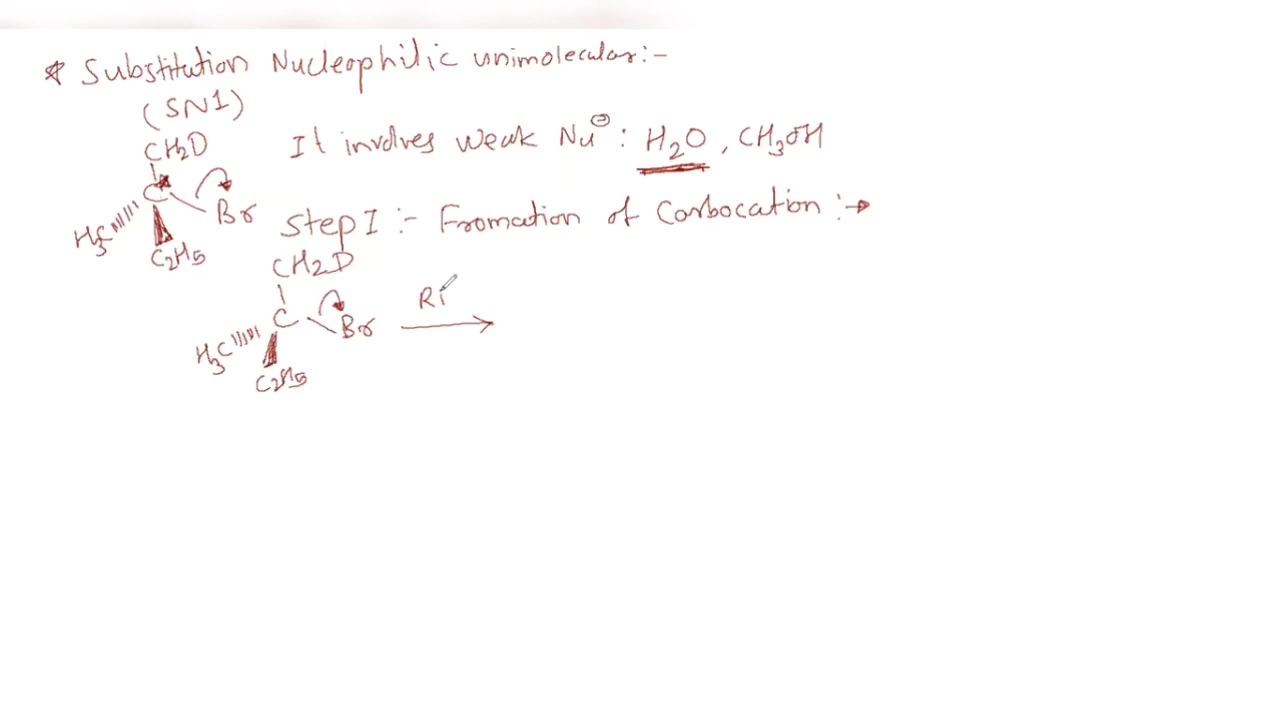 * Substitution Nucleophilic unimolecular:-
(SN1)
It involves weak Nu⊖ : H2O , CH3OH
CH2D
C*
Br
H3C
C2H5
Step I :- Fromation of Carbocation :→
CH2D
C
Br
H3C
C2H5
RI